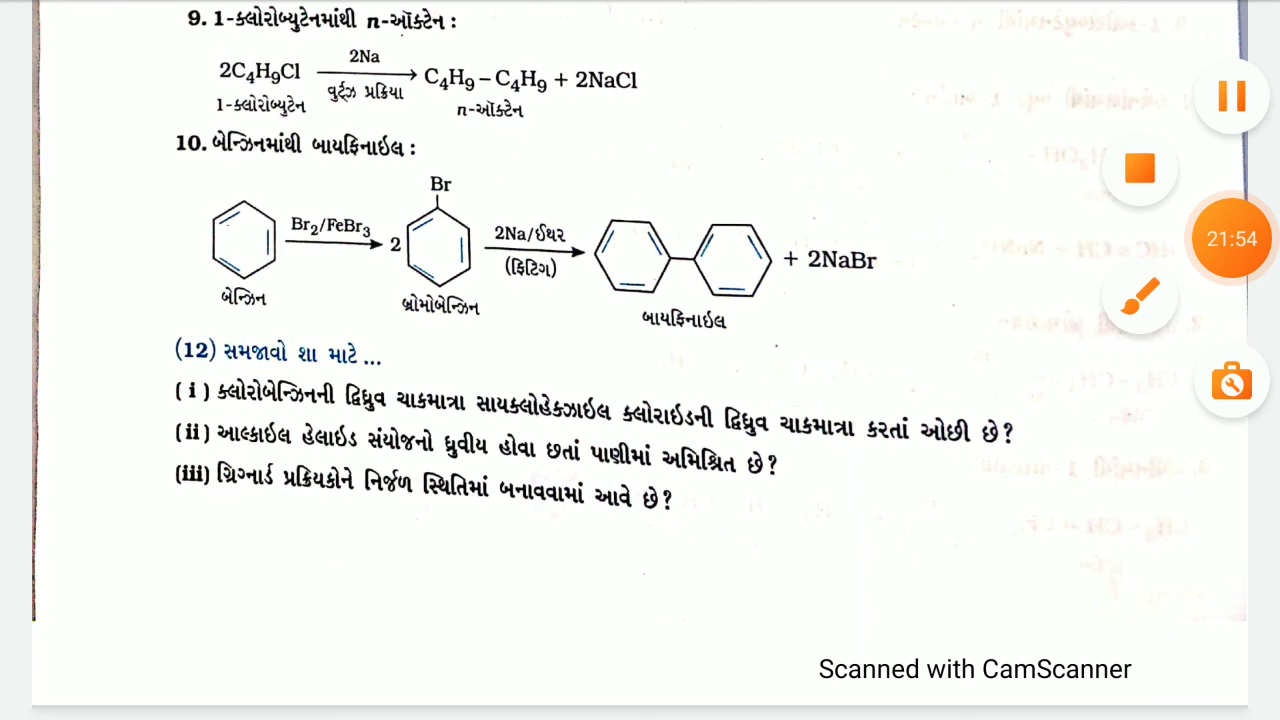 9. 1-ક્લોરોબ્યુટેનમાંથી n-ઑક્ટેન :
2C₄H₉Cl 2Na વુર્ટ્ઝ પ્રક્રિયા → C₄H₉ – C₄H₉ + 2NaCl
1-ક્લોરોબ્યુટેન n-ઑક્ટેન
10. બેન્ઝિનમાંથી બાયફિનાઇલ :
Br
Br₂/FeBr₃ → 2 2Na/ઈથર (ફિટિગ) → + 2NaBr
બેન્ઝિન બ્રોમોબેન્ઝિન બાયફિનાઇલ
(12) સમજાવો શા માટે ...
( i ) ક્લોરોબેન્ઝિનની દ્વિધ્રુવ ચાકમાત્રા સાયક્લોહેક્ઝાઇલ ક્લોરાઇડની દ્વિધ્રુવ ચાકમાત્રા કરતાં ઓછી છે?
(ii) આલ્કાઇલ હેલાઇડ સંયોજનો ધ્રુવીય હોવા છતાં પાણીમાં અમિશ્રિત છે?
(iii) ગ્રિગ્નાર્ડ પ્રક્રિયકોને નિર્જળ સ્થિતિમાં બનાવવામાં આવે છે?
21:54
Scanned with CamScanner